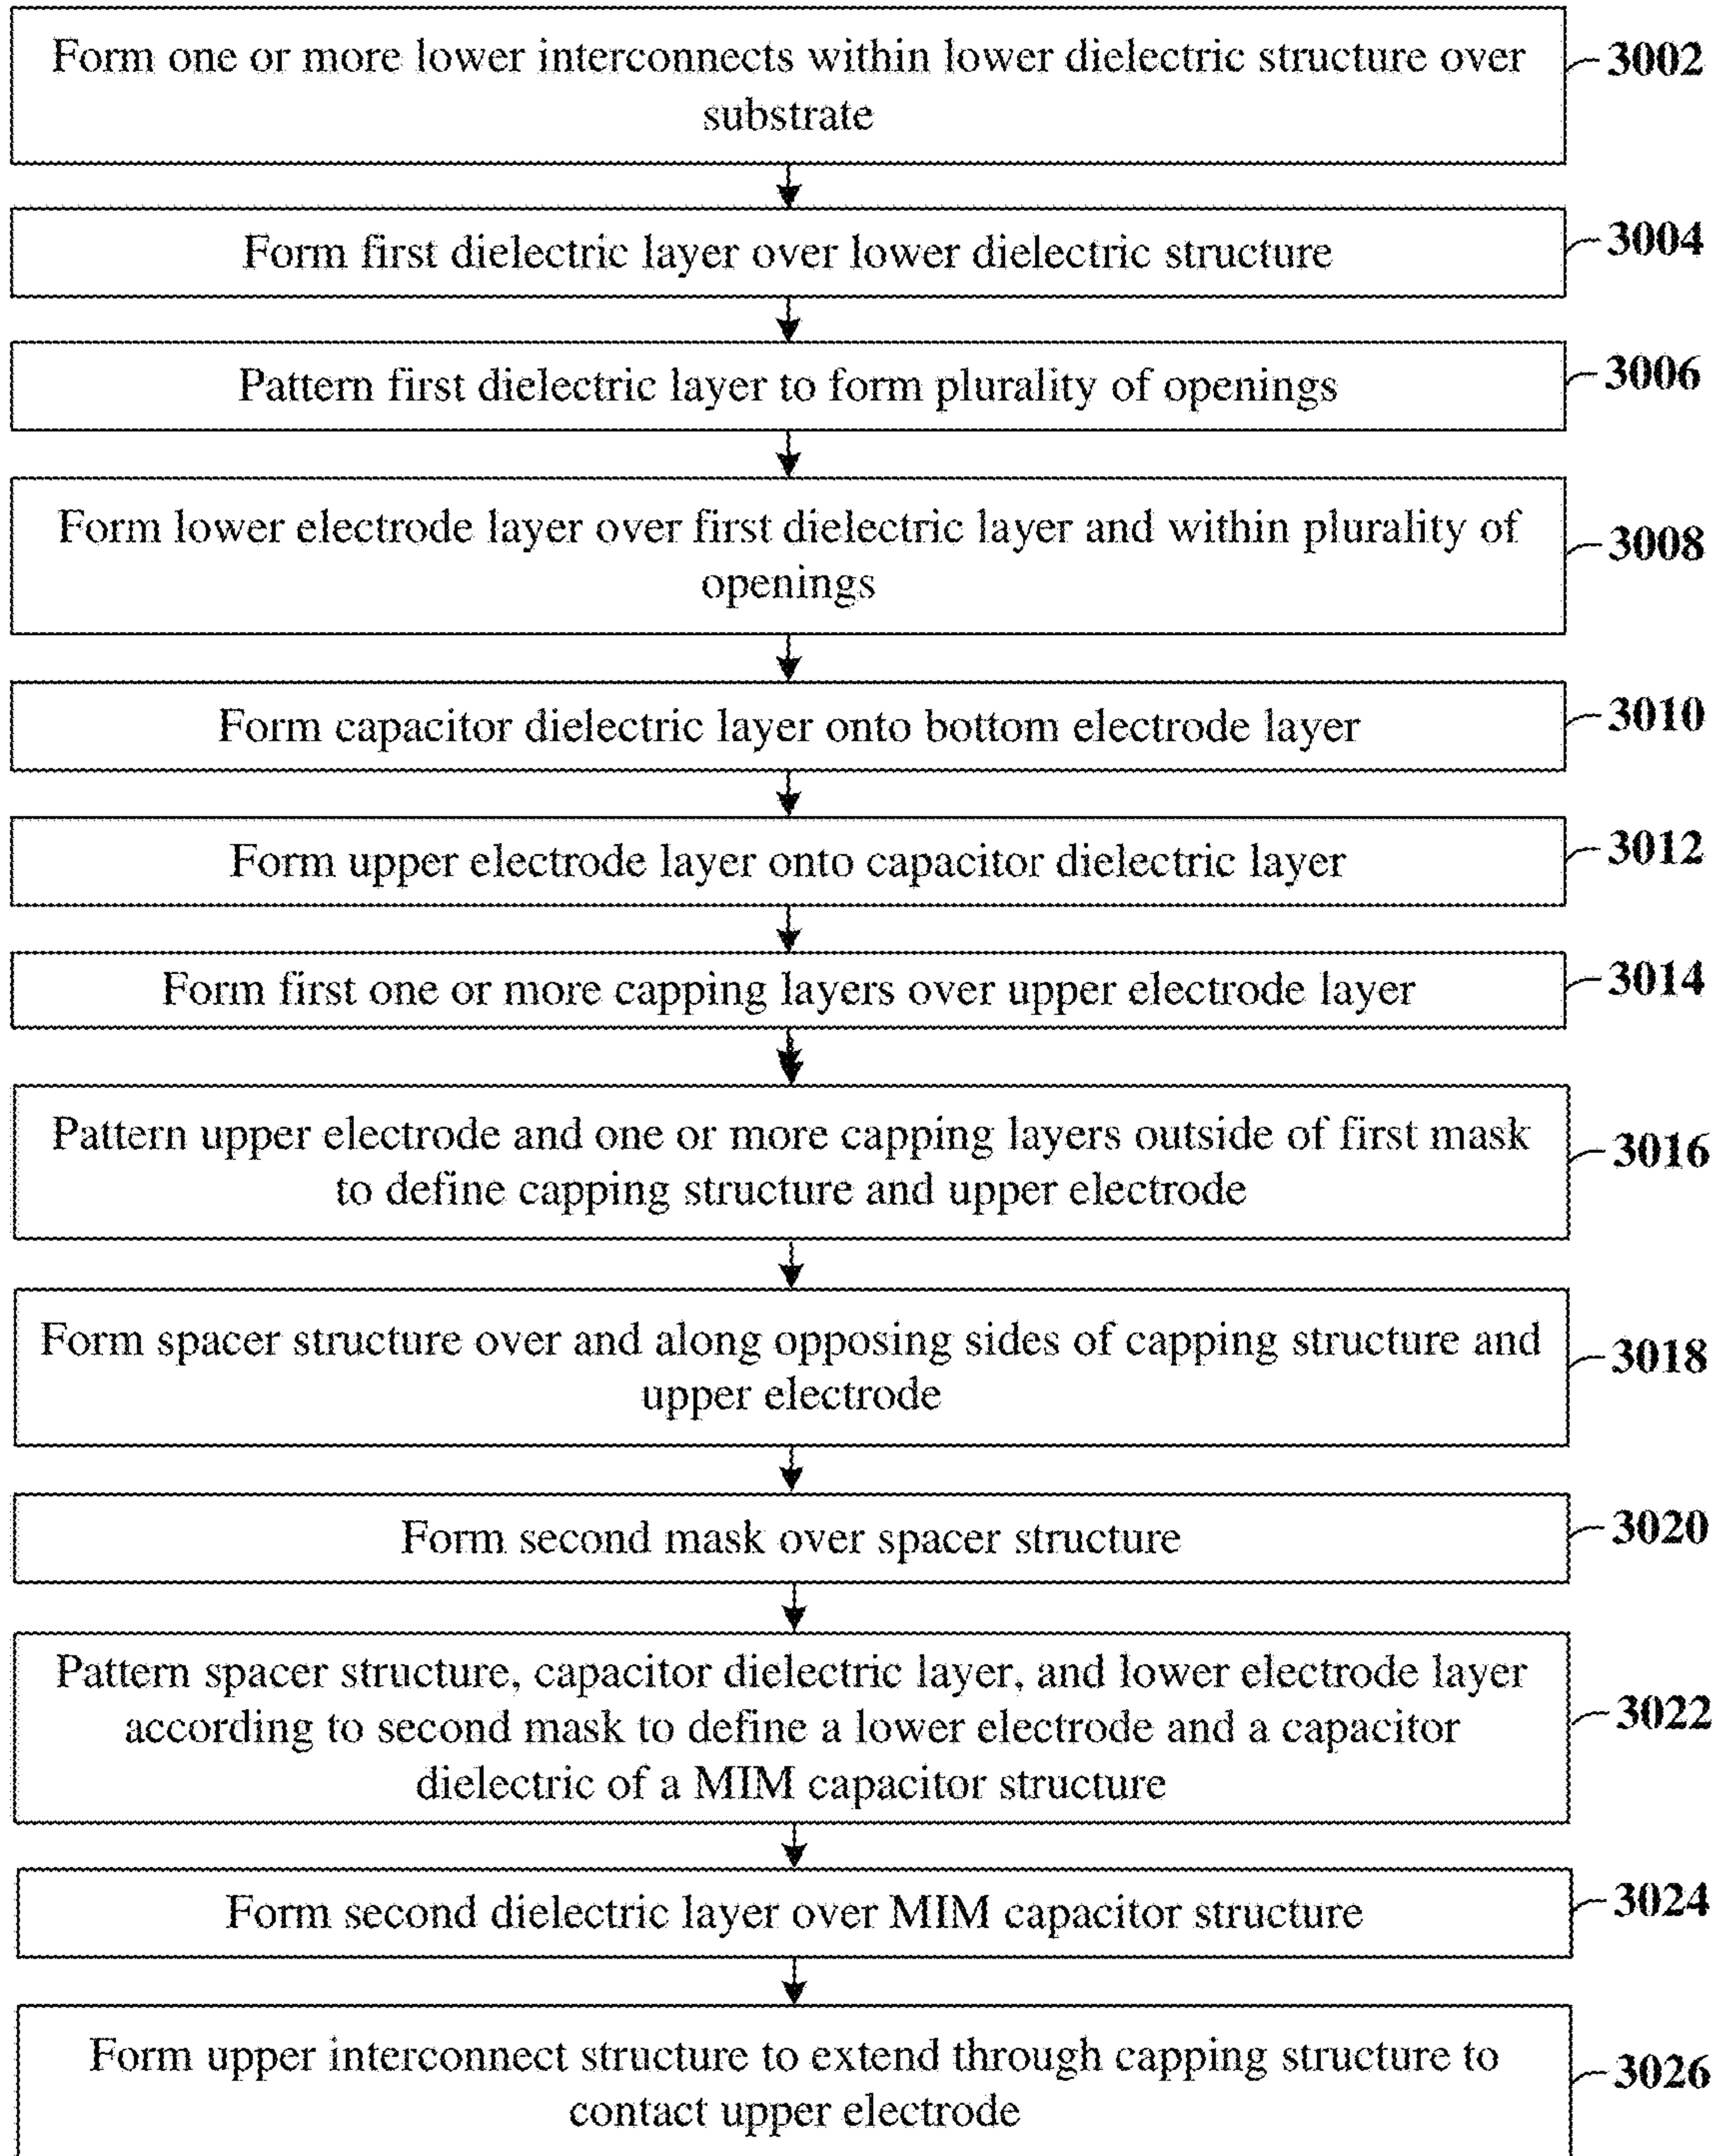 Form one or more lower interconnects within lower dielectric structure over
substrate
3002
Form first dielectric layer over lower dielectric structure
3004
Pattern first dielectric layer to form plurality of openings
3006
Form lower electrode layer over first dielectric layer and within plurality of
openings
3008
Form capacitor dielectric layer onto bottom electrode layer
3010
Form upper electrode layer onto capacitor dielectric layer
3012
Form first one or more capping layers over upper electrode layer
3014
Pattern upper electrode and one or more capping layers outside of first mask
to define capping structure and upper electrode
3016
Form spacer structure over and along opposing sides of capping structure and
upper electrode
3018
Form second mask over spacer structure
3020
Pattern spacer structure, capacitor dielectric layer, and lower electrode layer
according to second mask to define a lower electrode and a capacitor
dielectric of a MIM capacitor structure
3022
Form second dielectric layer over MIM capacitor structure
3024
Form upper interconnect structure to extend through capping structure to
contact upper electrode
3026